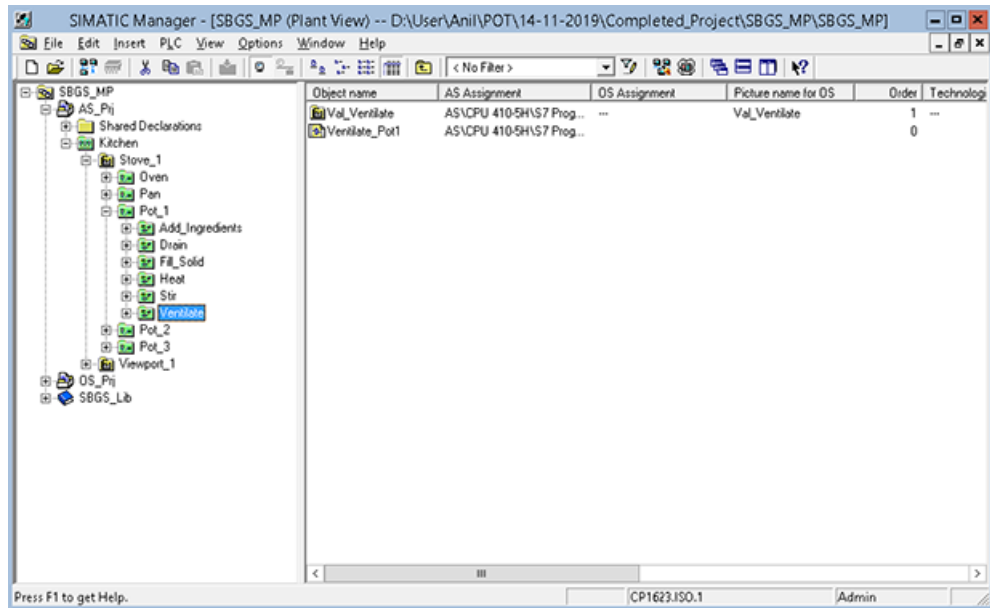 SIMATIC Manager - [SBGS_MP (Plant View) -- D:\User\Anil\POT\14-11-2019\Completed_Project\SBGS_MP\SBGS_MP]
File Edit Insert PLC View Options Window Help
< No Filter >
SBGS_MP
AS_Prj
Shared Declarations
Kitchen
Stove_1
Oven
Pan
Pot_1
Add_Ingredients
Drain
Fill_Solid
Heat
Stir
Ventilate
Pot_2
Pot_3
Viewport_1
OS_Prj
SBGS_Lib
Object name AS Assignment OS Assignment Picture name for OS Order Technologi
Val_Ventilate AS\CPU 410-5H\S7 Prog... --- Val_Ventilate 1 ---
Ventilate_Pot1 AS\CPU 410-5H\S7 Prog... 0
Press F1 to get Help. CP1623.ISO.1 Admin